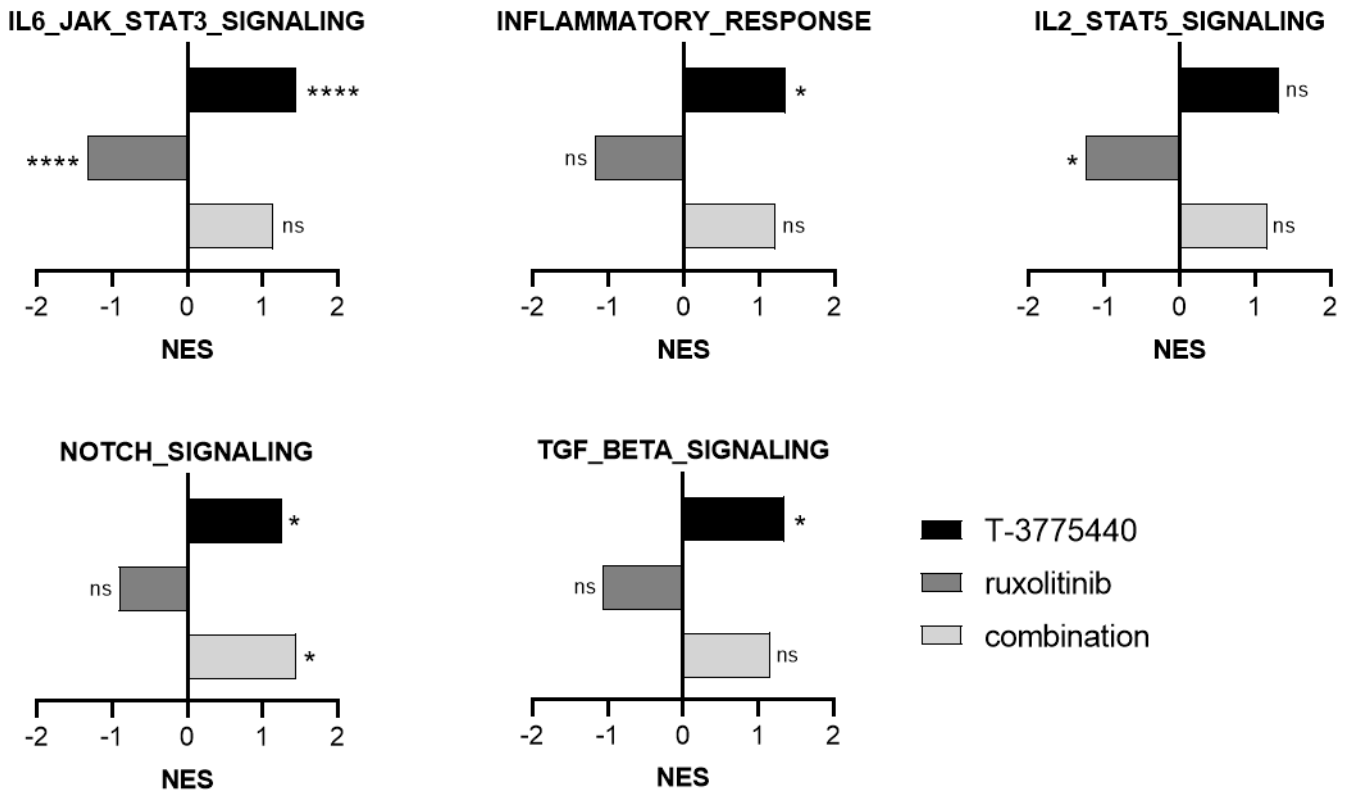 IL6_JAK_STAT3_SIGNALING
****
****
ns
-2 -1 0 1 2
NES
INFLAMMATORY_RESPONSE
*
ns
ns
-2 -1 0 1 2
NES
IL2_STAT5_SIGNALING
ns
*
ns
-2 -1 0 1 2
NES
NOTCH_SIGNALING
*
ns
*
-2 -1 0 1 2
NES
TGF_BETA_SIGNALING
*
ns
ns
-2 -1 0 1 2
NES
T-3775440
ruxolitinib
combination